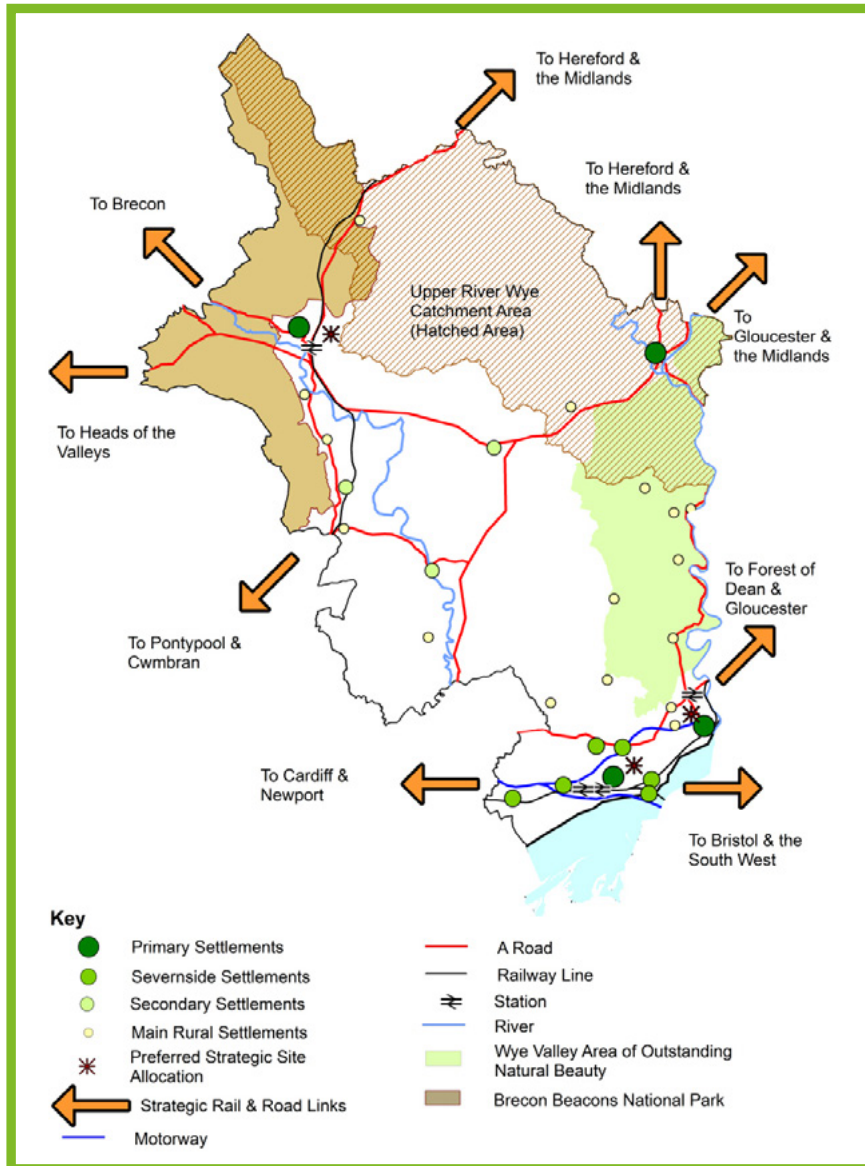 To Hereford &
the Midlands
To Hereford &
the Midlands
To Brecon
Upper River Wye
Catchment Area
(Hatched Area)
To
Gloucester &
the Midlands
To Heads of the
Valleys
To Forest of
Dean &
Gloucester
To Pontypool &
Cwmbran
To Cardiff &
Newport
To Bristol & the
South West
Key
Primary Settlements
Severnside Settlements
Secondary Settlements
Main Rural Settlements
Preferred Strategic Site
Allocation
Strategic Rail & Road Links
Motorway
A Road
Railway Line
Station
River
Wye Valley Area of Outstanding
Natural Beauty
Brecon Beacons National Park